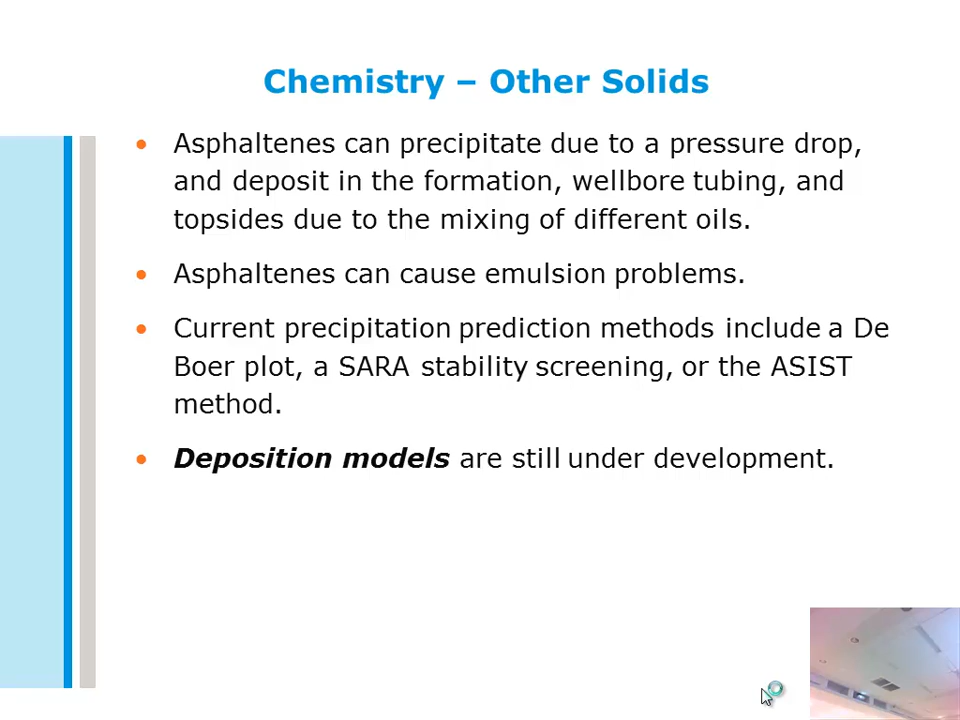 Chemistry – Other Solids
• Asphaltenes can precipitate due to a pressure drop,
and deposit in the formation, wellbore tubing, and
topsides due to the mixing of different oils.
• Asphaltenes can cause emulsion problems.
• Current precipitation prediction methods include a De
Boer plot, a SARA stability screening, or the ASIST
method.
• Deposition models are still under development.